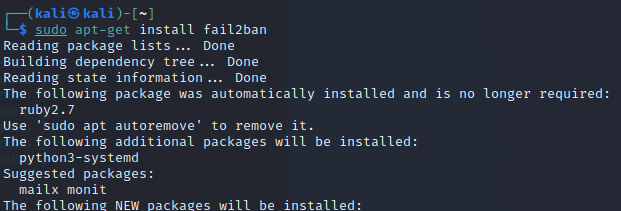 ┌──(kali㉿kali)-[~]
└─$ sudo apt-get install fail2ban
Reading package lists... Done
Building dependency tree... Done
Reading state information... Done
The following package was automatically installed and is no longer required:
  ruby2.7
Use 'sudo apt autoremove' to remove it.
The following additional packages will be installed:
  python3-systemd
Suggested packages:
  mailx monit
The following NEW packages will be installed: